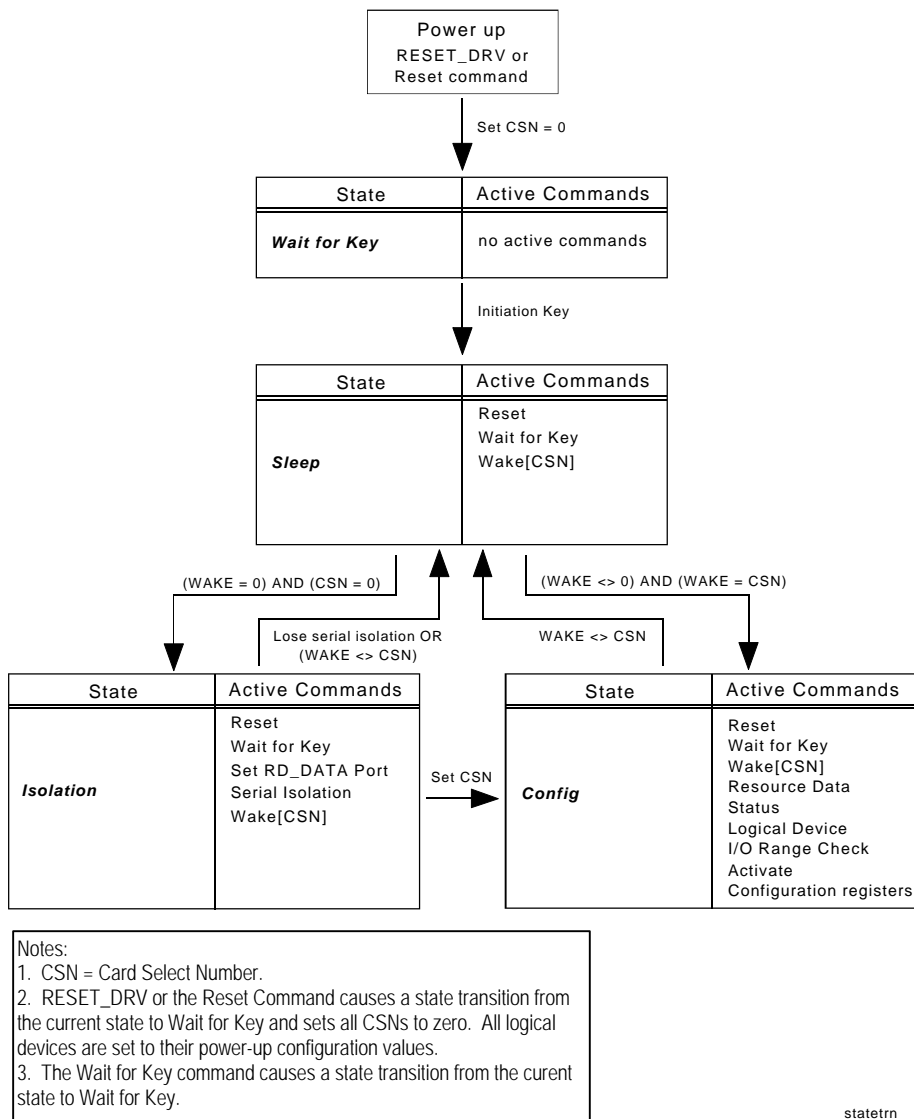 Power up
RESET_DRV or
Reset command
Set CSN = 0
State
Active Commands
Wait for Key
no active commands
Initiation Key
State
Active Commands
Sleep
Reset
Wait for Key
Wake[CSN]
(WAKE = 0) AND (CSN = 0)
(WAKE <> 0) AND (WAKE = CSN)
Lose serial isolation OR
(WAKE <> CSN)
WAKE <> CSN
State
Active Commands
Isolation
Reset
Wait for Key
Set RD_DATA Port
Serial Isolation
Wake[CSN]
Set CSN
State
Active Commands
Config
Reset
Wait for Key
Wake[CSN]
Resource Data
Status
Logical Device
I/O Range Check
Activate
Configuration registers
Notes:
1. CSN = Card Select Number.
2. RESET_DRV or the Reset Command causes a state transition from
the current state to Wait for Key and sets all CSNs to zero. All logical
devices are set to their power-up configuration values.
3. The Wait for Key command causes a state transition from the curent
state to Wait for Key.
statetrn